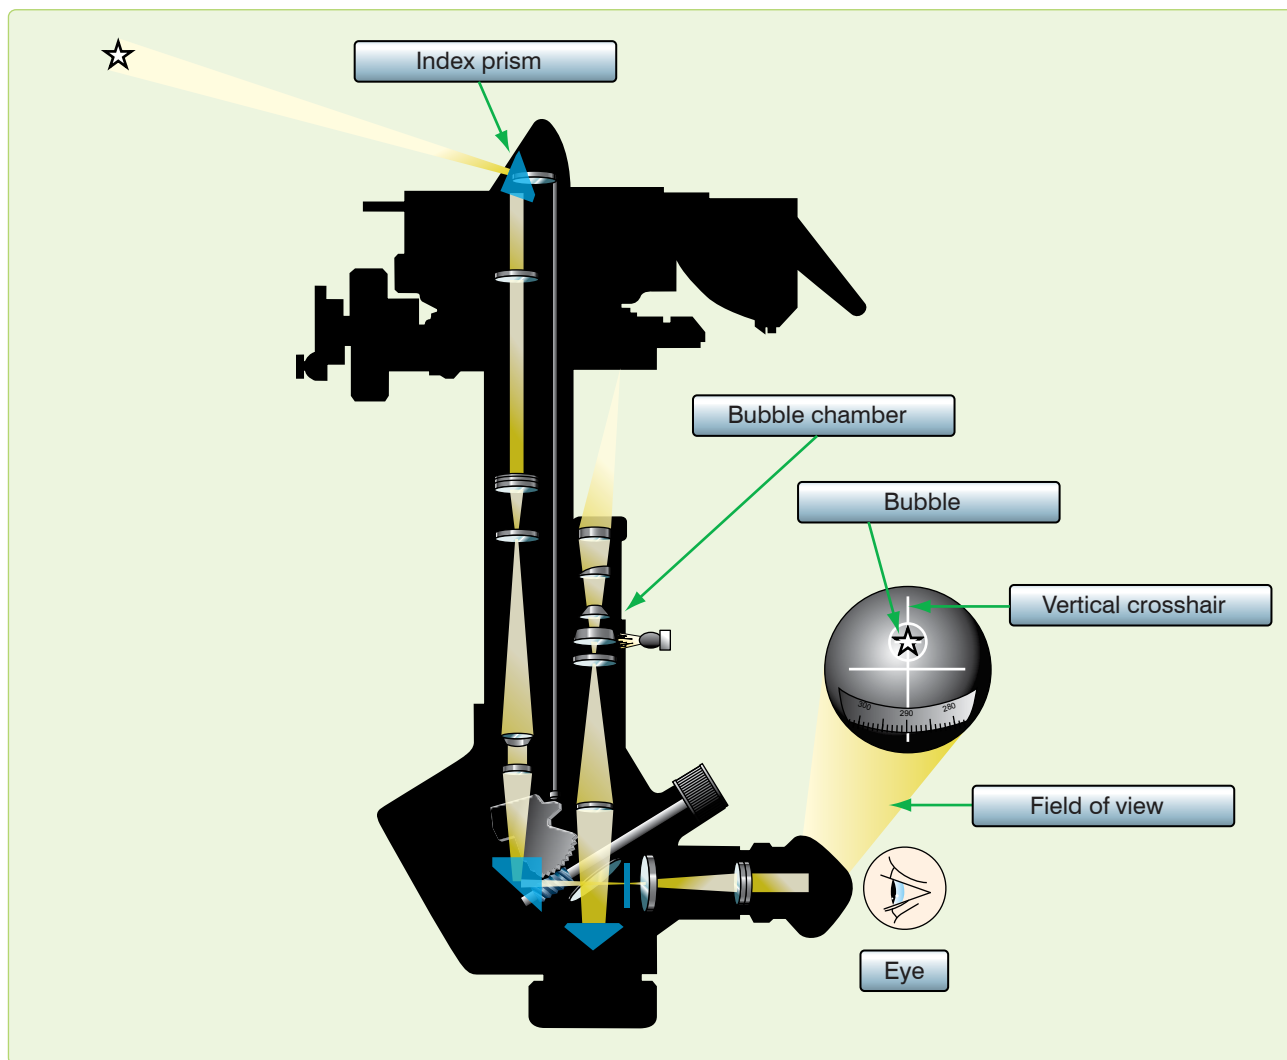 Index prism
Bubble chamber
Bubble
Vertical crosshair
300 290 280
Field of view
Eye